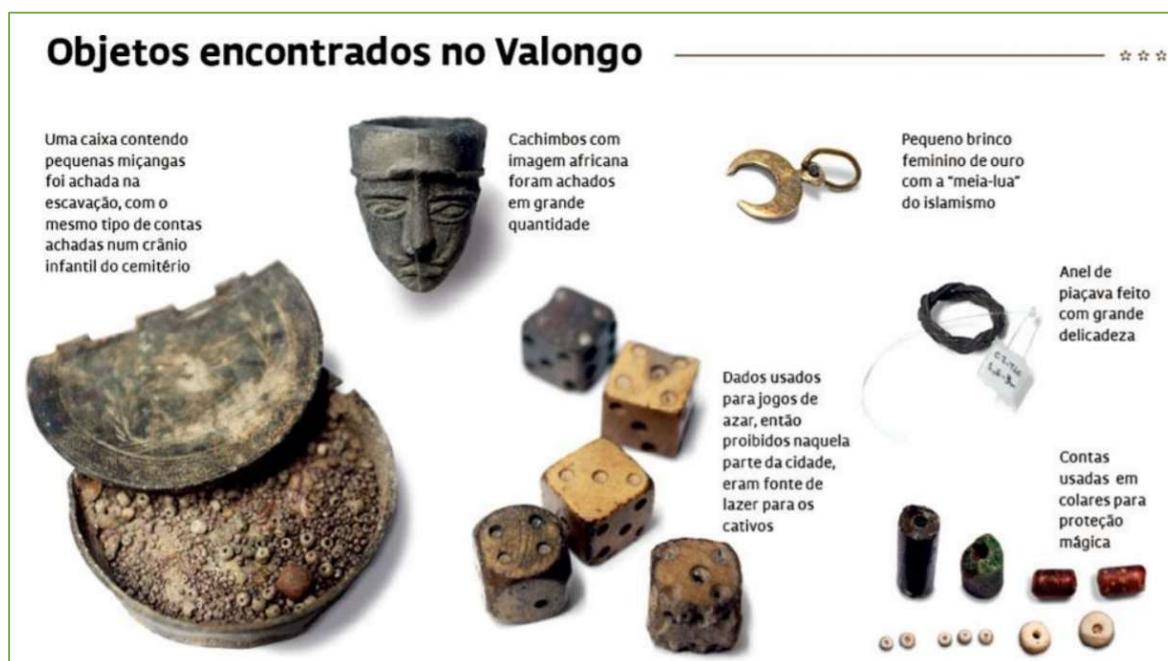 Objetos encontrados no Valongo
Uma caixa contendo
pequenas miçangas
foi achada na
escavação, com o
mesmo tipo de contas
achadas num crânio
infantil do cemitério
Cachimbos com
imagem africana
foram achados
em grande
quantidade
Pequeno brinco
feminino de ouro
com a “meia-lua”
do islamismo
Anel de
piaçava feito
com grande
delicadeza
Dados usados
para jogos de
azar, então
proibidos naquela
parte da cidade,
eram fonte de
lazer para os
cativos
Contas
usadas em
colares para
proteção
mágica